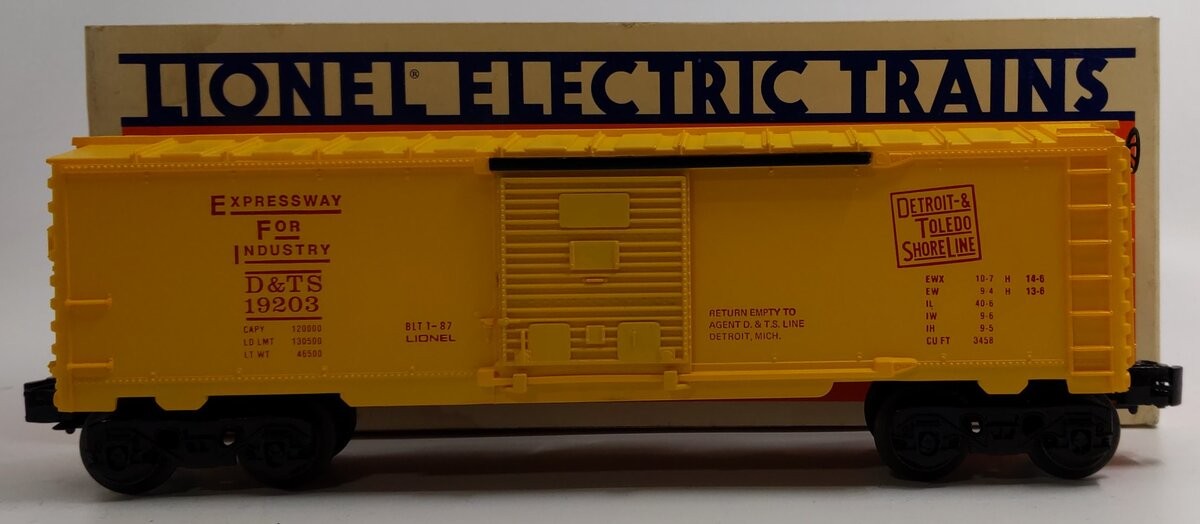 LIONEL® ELECTRIC TRAINS
EXPRESSWAY
FOR
INDUSTRY
D&TS
19203
CAPY 120000
LD LMT 130500
LT WT 46500
BLT 1-87
LIONEL
RETURN EMPTY TO
AGENT D. & T.S. LINE
DETROIT, MICH.
DETROIT-&
TOLEDO
SHORELINE
EWX 10-7 H 14-6
EW 9-4 H 13-8
IL 40-6
IW 9-6
IH 9-5
CU FT 3458